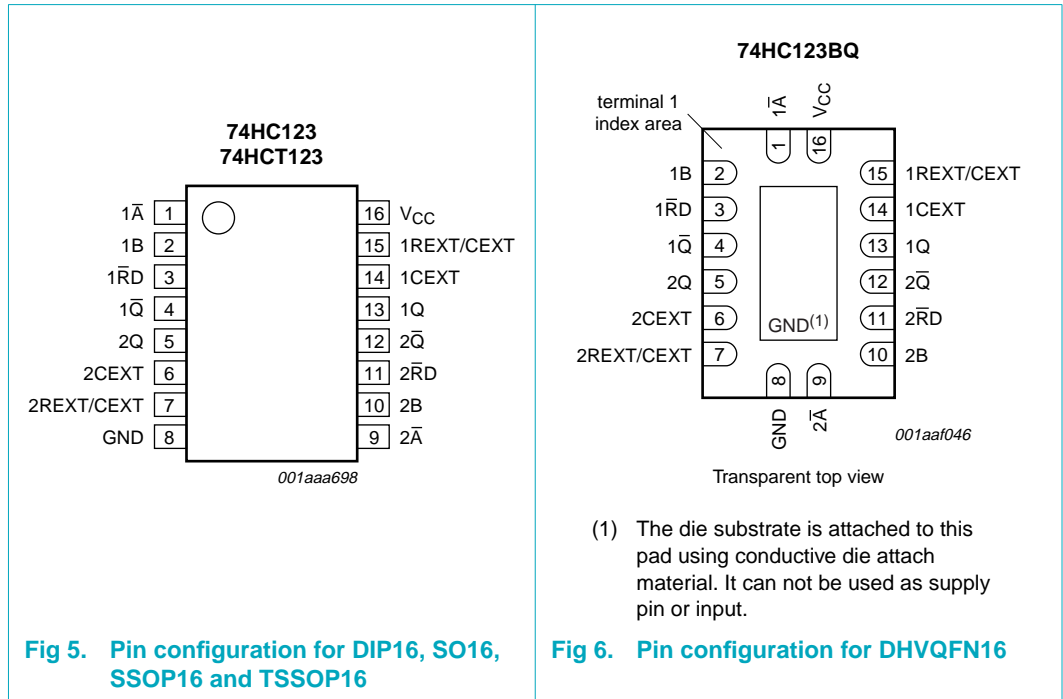 74HC123
74HCT123
1A̅ 1
1B 2
1R̅D 3
1Q̅ 4
2Q 5
2CEXT 6
2REXT/CEXT 7
GND 8
16 VCC
15 1REXT/CEXT
14 1CEXT
13 1Q
12 2Q̅
11 2R̅D
10 2B
9 2A̅
001aaa698
Fig 5. Pin configuration for DIP16, SO16,
SSOP16 and TSSOP16
74HC123BQ
terminal 1
index area
1A̅
VCC
1
16
1B 2
1R̅D 3
1Q̅ 4
2Q 5
2CEXT 6
2REXT/CEXT 7
15 1REXT/CEXT
14 1CEXT
13 1Q
12 2Q̅
11 2R̅D
10 2B
GND(1)
8
9
GND
2A̅
001aaf046
Transparent top view
(1) The die substrate is attached to this
pad using conductive die attach
material. It can not be used as supply
pin or input.
Fig 6. Pin configuration for DHVQFN16